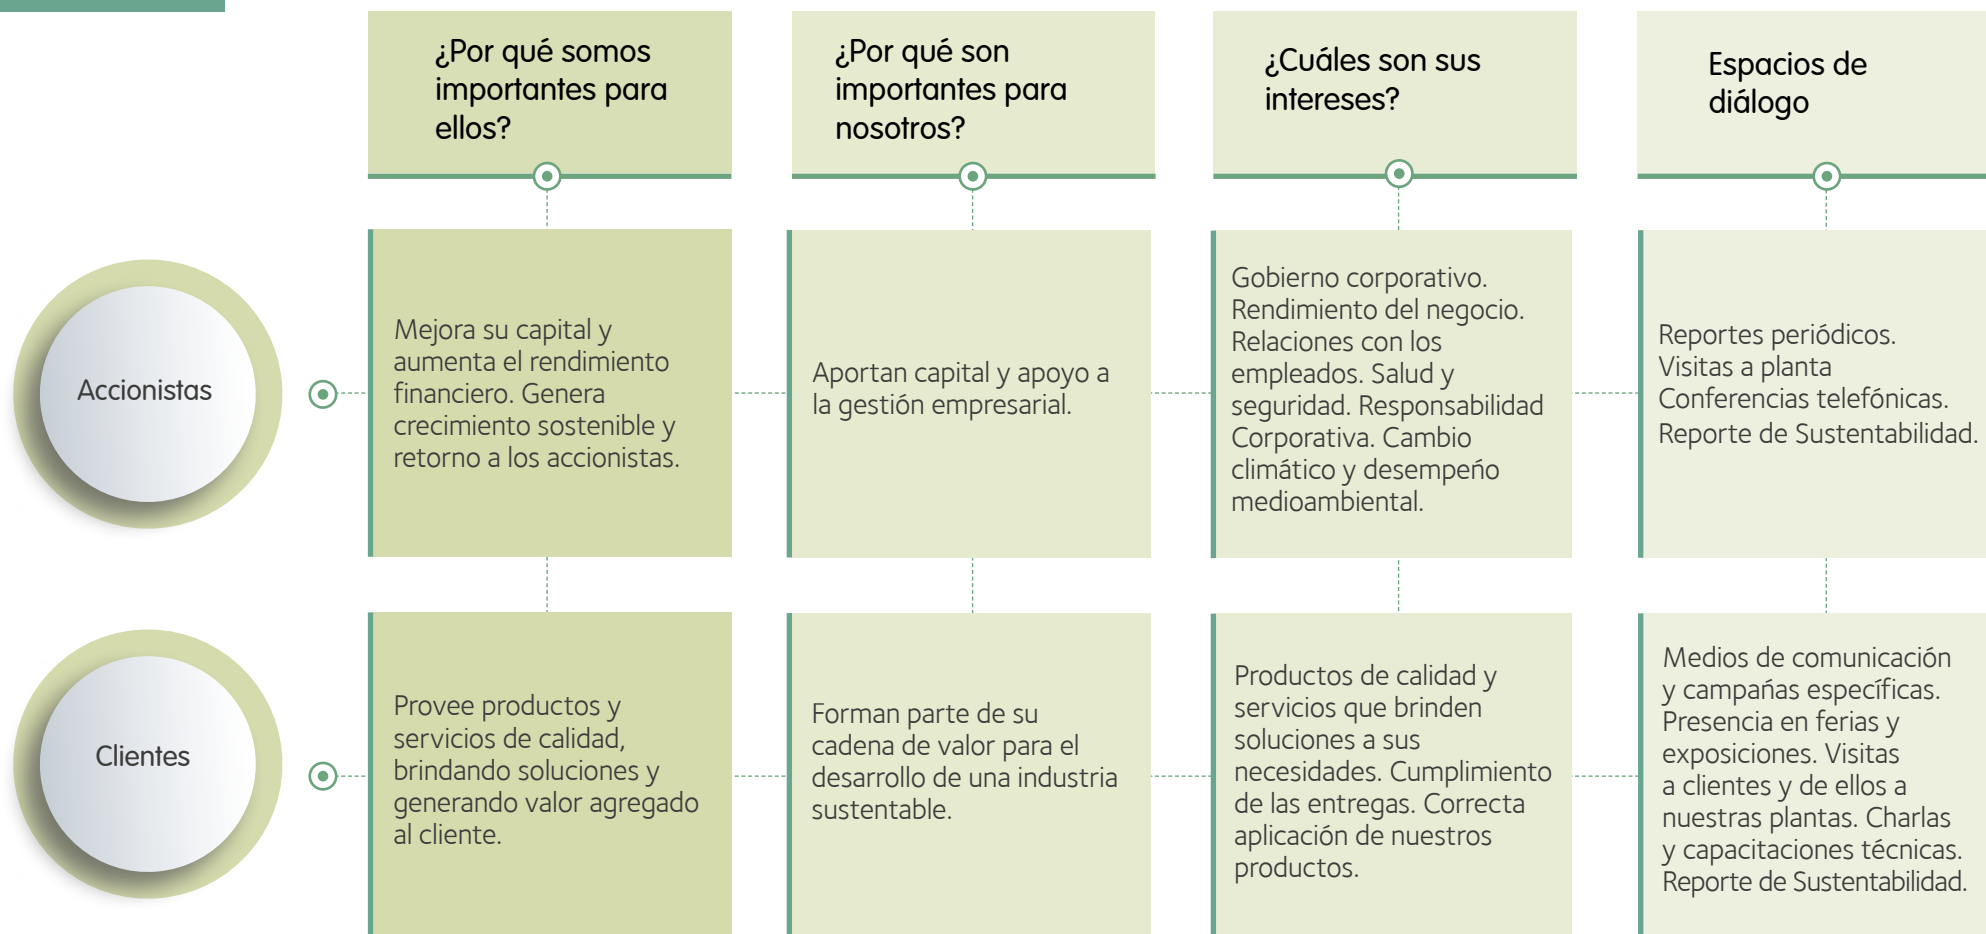 ¿Por qué somos
importantes para
ellos?
¿Por qué son
importantes para
nosotros?
¿Cuáles son sus
intereses?
Espacios de
diálogo
Accionistas
Mejora su capital y
aumenta el rendimiento
financiero. Genera
crecimiento sostenible y
retorno a los accionistas.
Aportan capital y apoyo a
la gestión empresarial.
Gobierno corporativo.
Rendimiento del negocio.
Relaciones con los
empleados. Salud y
seguridad. Responsabilidad
Corporativa. Cambio
climático y desempeńo
medioambiental.
Reportes periódicos.
Visitas a planta
Conferencias telefónicas.
Reporte de Sustentabilidad.
Clientes
Provee productos y
servicios de calidad,
brindando soluciones y
generando valor agregado
al cliente.
Forman parte de su
cadena de valor para el
desarrollo de una industria
sustentable.
Productos de calidad y
servicios que brinden
soluciones a sus
necesidades. Cumplimiento
de las entregas. Correcta
aplicación de nuestros
productos.
Medios de comunicación
y campańas específicas.
Presencia en ferias y
exposiciones. Visitas
a clientes y de ellos a
nuestras plantas. Charlas
y capacitaciones técnicas.
Reporte de Sustentabilidad.